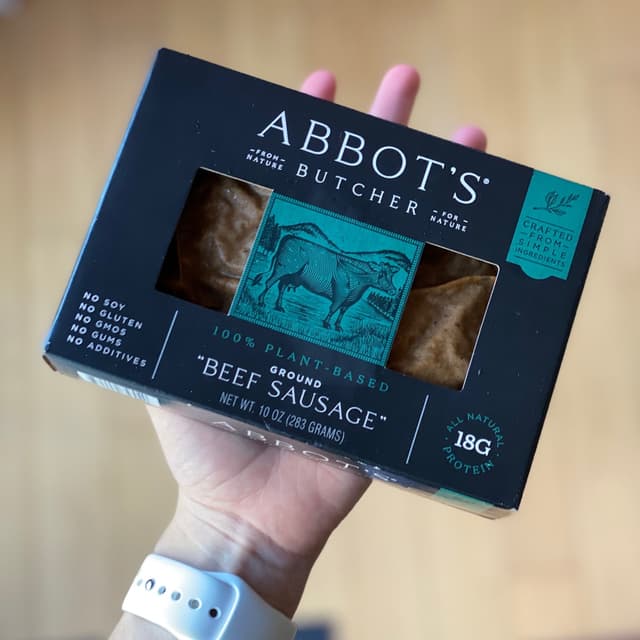 ABBOT'S®
–FROM– NATURE
BUTCHER
–FOR– NATURE
CRAFTED
–FROM–
SIMPLE
INGREDIENTS
NO SOY
NO GLUTEN
NO GMOS
NO GUMS
NO ADDITIVES
100% PLANT-BASED
GROUND
"BEEF SAUSAGE"
NET WT. 10 OZ (283 GRAMS)
ALL NATURAL
18G
PROTEIN
ABBOT'S